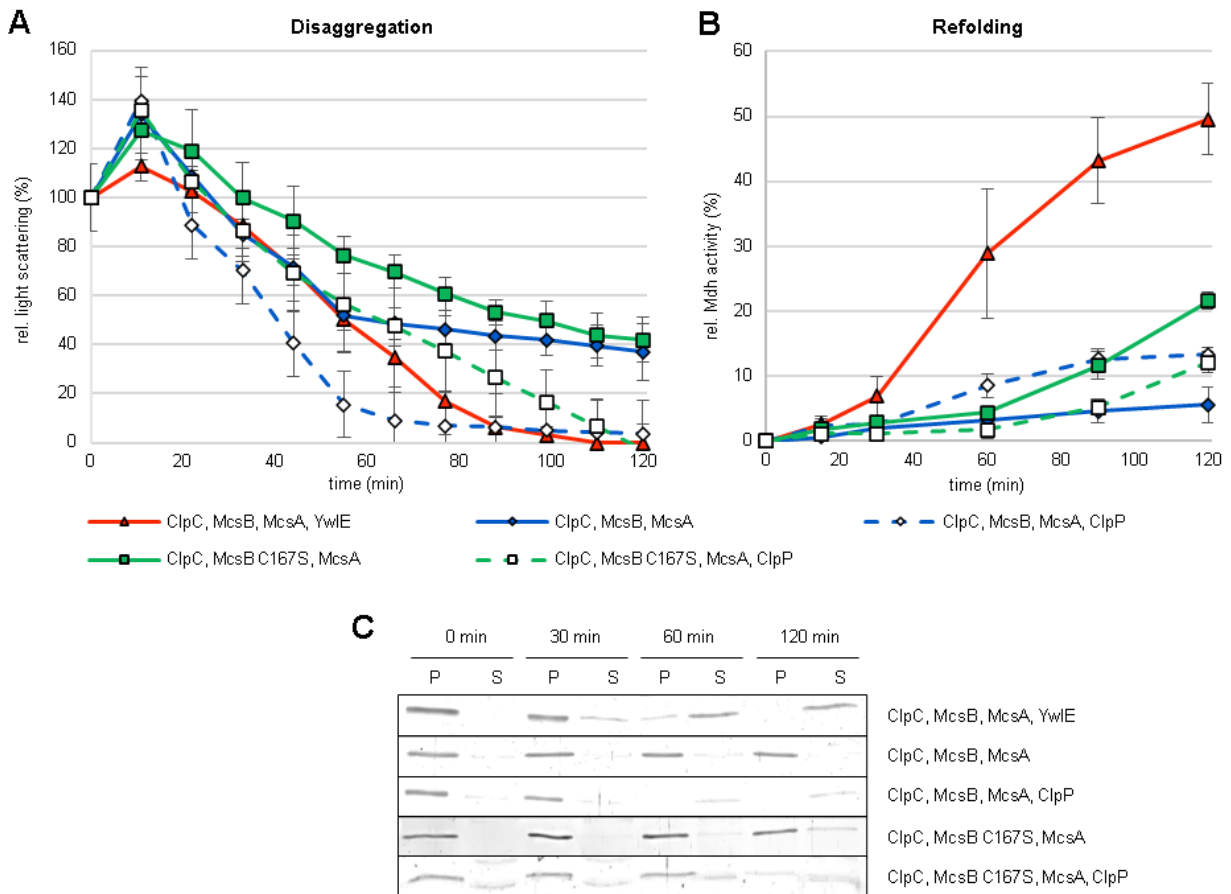 A
Disaggregation
rel. light scattering (%)
160
140
120
100
80
60
40
20
0
0 20 40 60 80 100 120
time (min)
B
Refolding
rel. Mdh activity (%)
60
50
40
30
20
10
0
0 20 40 60 80 100 120
time (min)
ClpC, McsB, McsA, YwlE
ClpC, McsB, McsA
ClpC, McsB, McsA, ClpP
ClpC, McsB C167S, McsA
ClpC, McsB C167S, McsA, ClpP
C
0 min 30 min 60 min 120 min
P S P S P S P S
ClpC, McsB, McsA, YwlE
ClpC, McsB, McsA
ClpC, McsB, McsA, ClpP
ClpC, McsB C167S, McsA
ClpC, McsB C167S, McsA, ClpP